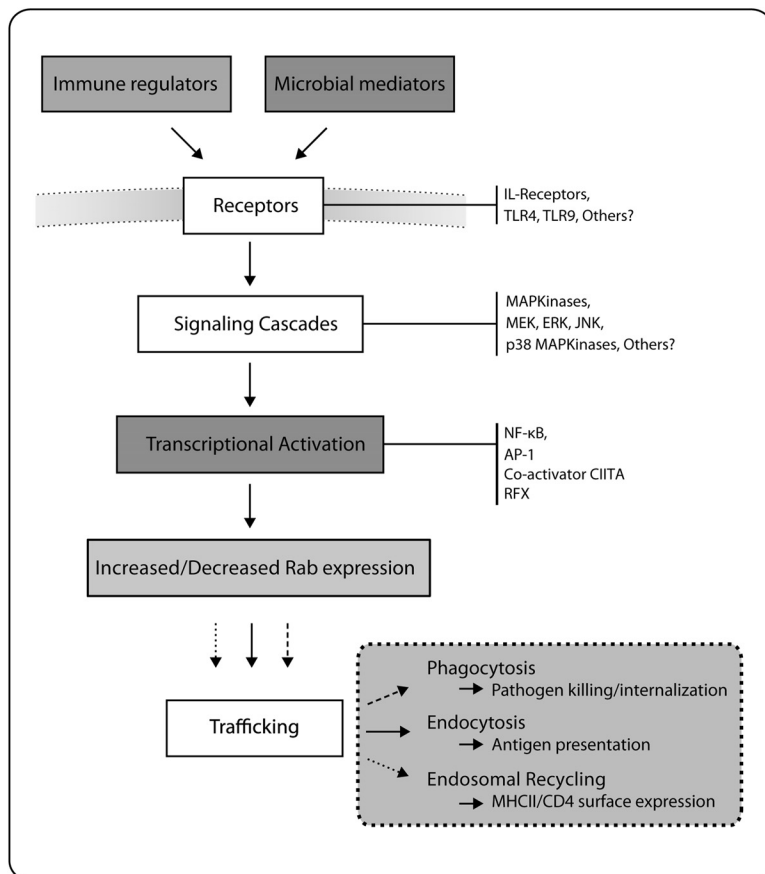 Immune regulators
Microbial mediators
Receptors
IL-Receptors,
TLR4, TLR9, Others?
Signaling Cascades
MAPKinases,
MEK, ERK, JNK,
p38 MAPKinases, Others?
Transcriptional Activation
NF-κB,
AP-1
Co-activator CIITA
RFX
Increased/Decreased Rab expression
Trafficking
Phagocytosis
Pathogen killing/internalization
Endocytosis
Antigen presentation
Endosomal Recycling
MHCII/CD4 surface expression